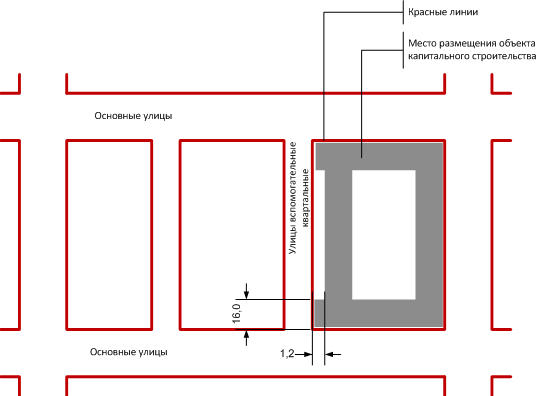 Красные линии
Место размещения объекта
капитального строительства
Основные улицы
Улицы вспомогательные
квартальные
16,0
Основные улицы
1,2